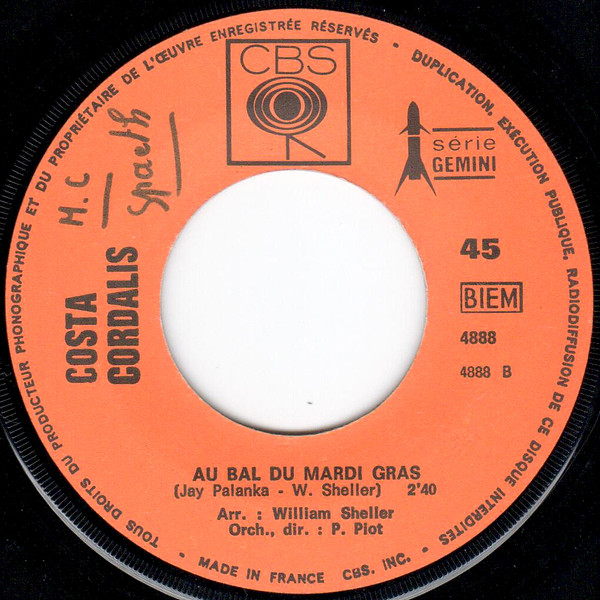 TOUS DROITS DU PRODUCTEUR PHONOGRAPHIQUE ET DU PROPRIÉTAIRE DE L'ŒUVRE ENREGISTRÉE RÉSERVÉS • DUPLICATION, EXÉCUTION PUBLIQUE, RADIODIFFUSION DE CE DISQUE INTERDITES •
CBS
série
GEMINI
M.C
Spaeth
COSTA
CORDALIS
45
BIEM
4888
4888 B
AU BAL DU MARDI GRAS
(Jay Palanka - W. Sheller) 2'40
Arr. : William Sheller
Orch., dir. : P. Piot
• MADE IN FRANCE CBS. INC. •